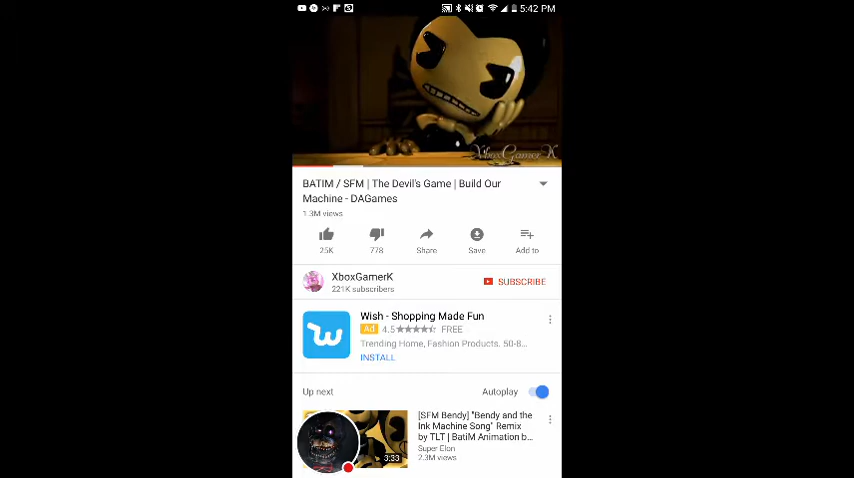 5:42 PM
XboxGamerK
BATIM / SFM | The Devil's Game | Build Our
Machine - DAGames
1.3M views
25K
778
Share
Save
Add to
XboxGamerK
221K subscribers
SUBSCRIBE
Wish - Shopping Made Fun
Ad 4.5 FREE
Trending Home, Fashion Products. 50-8...
INSTALL
Up next
Autoplay
[SFM Bendy] "Bendy and the
Ink Machine Song" Remix
by TLT | BatiM Animation b...
Super Elon
2.3M views
3:33